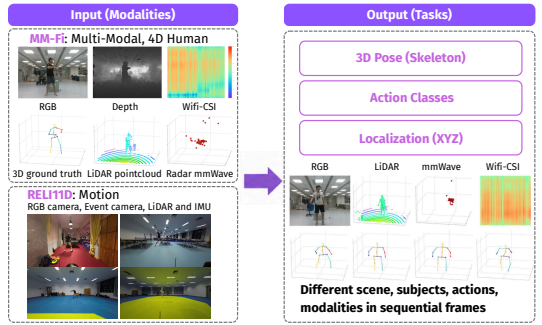 Input (Modalities)
MM-Fi: Multi-Modal, 4D Human
RGB
Depth
Wifi-CSI
3D ground truth
LiDAR pointcloud
Radar mmWave
RELI11D: Motion
RGB camera, Event camera, LiDAR and IMU
Output (Tasks)
3D Pose (Skeleton)
Action Classes
Localization (XYZ)
RGB
LiDAR
mmWave
Wifi-CSI
Different scene, subjects, actions,
modalities in sequential frames